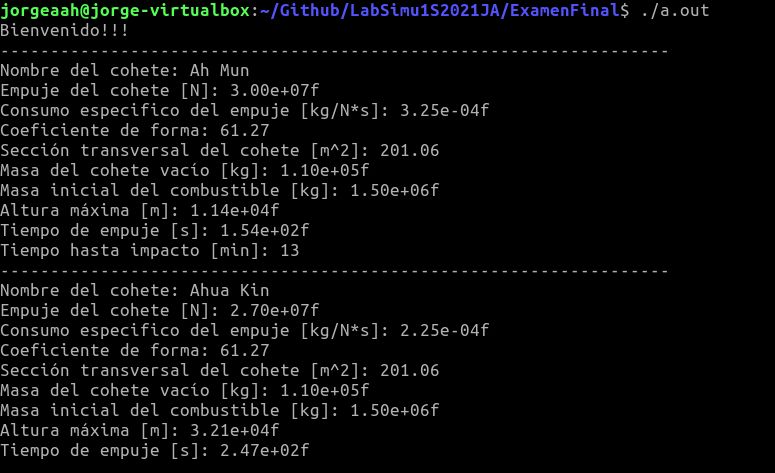 jorgeaah@jorge-virtualbox:~/Github/LabSimu1S2021JA/ExamenFinal$ ./a.out
Bienvenido!!!
-------------------------------------------------------------------
Nombre del cohete: Ah Mun
Empuje del cohete [N]: 3.00e+07f
Consumo especifico del empuje [kg/N*s]: 3.25e-04f
Coeficiente de forma: 61.27
Sección transversal del cohete [m^2]: 201.06
Masa del cohete vacío [kg]: 1.10e+05f
Masa inicial del combustible [kg]: 1.50e+06f
Altura máxima [m]: 1.14e+04f
Tiempo de empuje [s]: 1.54e+02f
Tiempo hasta impacto [min]: 13
-------------------------------------------------------------------
Nombre del cohete: Ahua Kin
Empuje del cohete [N]: 2.70e+07f
Consumo especifico del empuje [kg/N*s]: 2.25e-04f
Coeficiente de forma: 61.27
Sección transversal del cohete [m^2]: 201.06
Masa del cohete vacío [kg]: 1.10e+05f
Masa inicial del combustible [kg]: 1.50e+06f
Altura máxima [m]: 3.21e+04f
Tiempo de empuje [s]: 2.47e+02f